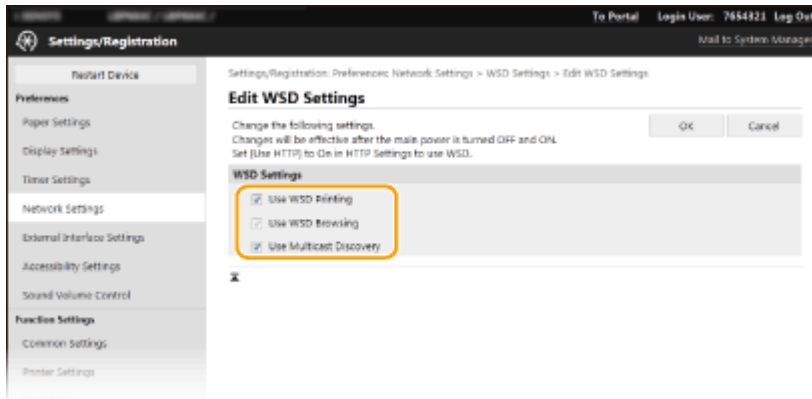 To Portal Login User: 7654321 Log Out
Settings/Registration
Mail to System Manager
Restart Device
Preferences
Paper Settings
Display Settings
Timer Settings
Network Settings
External Interface Settings
Accessibility Settings
Sound Volume Control
Function Settings
Common Settings
Printer Settings
Settings/Registration: Preferences: Network Settings > WSD Settings > Edit WSD Settings
Edit WSD Settings
Change the following settings.
Changes will be effective after the main power is turned OFF and ON.
Set [Use HTTP] to On in HTTP Settings to use WSD.
OK Cancel
WSD Settings
Use WSD Printing
Use WSD Browsing
Use Multicast Discovery